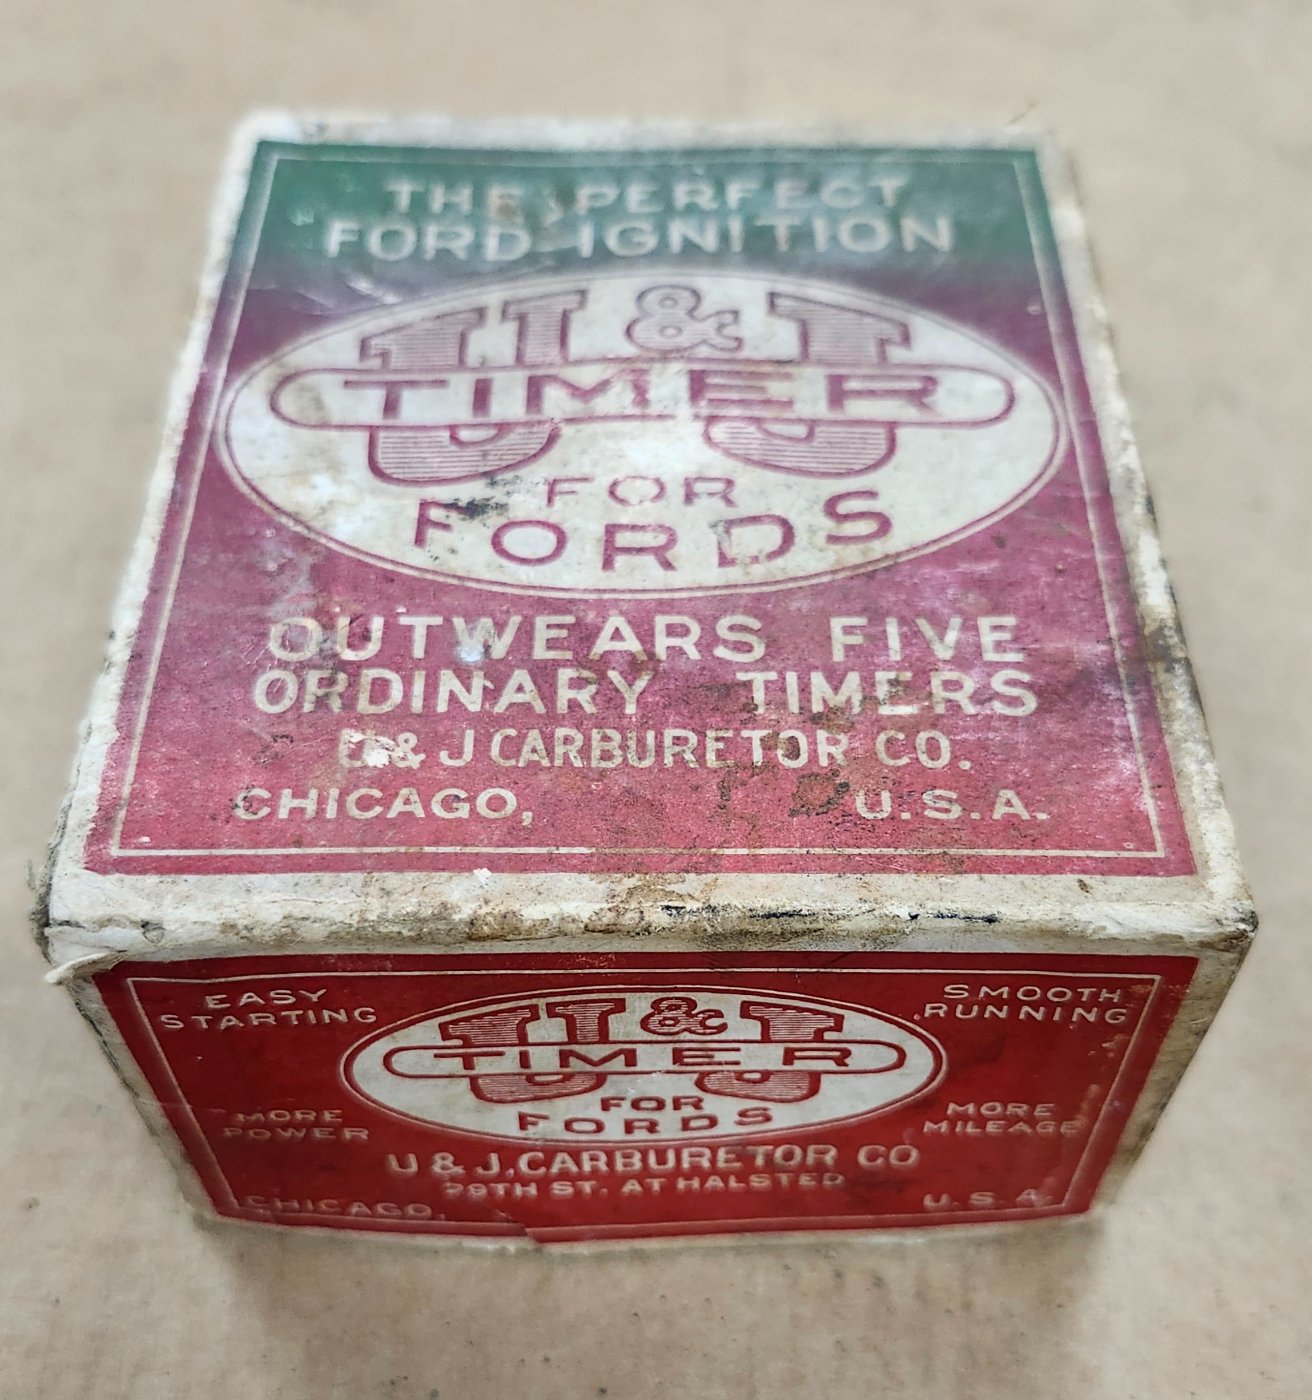 THE PERFECT
FORD IGNITION
U & J
TIMER
FOR
FORDS
OUTWEARS FIVE
ORDINARY TIMERS
U & J CARBURETOR CO.
CHICAGO, U.S.A.
EASY
STARTING
SMOOTH
RUNNING
U & J
TIMER
FOR
FORDS
MORE
POWER
MORE
MILEAGE
U & J. CARBURETOR CO
ST. AT HALSTED
CHICAGO, U.S.A.